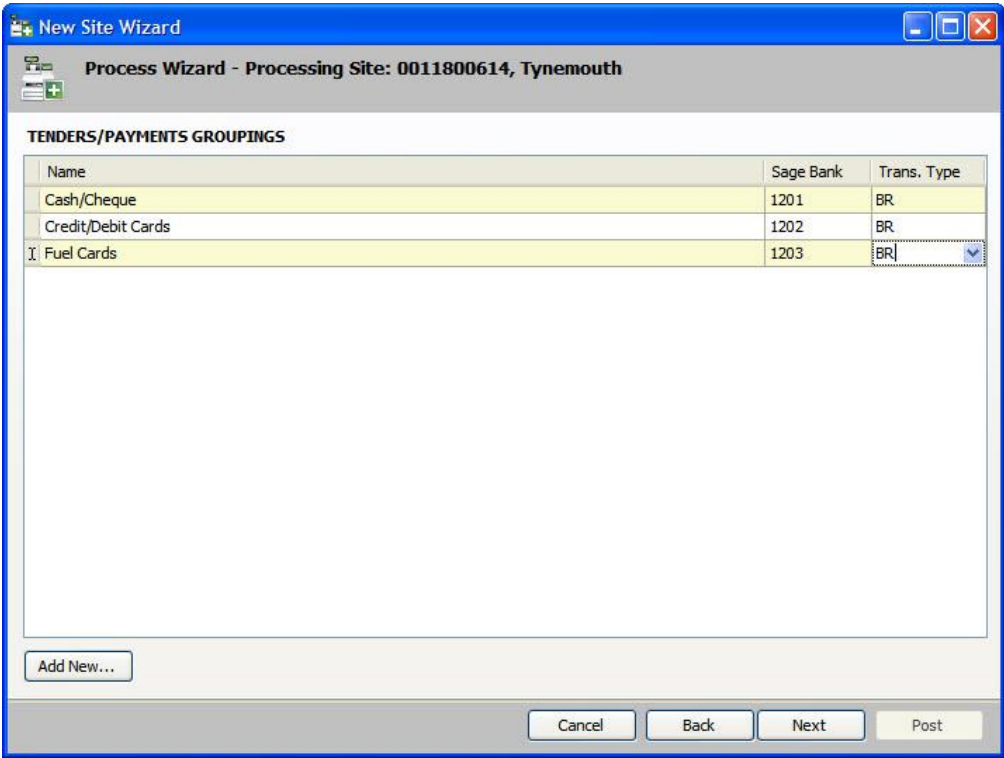 New Site Wizard
Process Wizard - Processing Site: 0011800614, Tynemouth
TENDERS/PAYMENTS GROUPINGS
Name Sage Bank Trans. Type
Cash/Cheque 1201 BR
Credit/Debit Cards 1202 BR
Fuel Cards 1203 BR
Add New...
Cancel Back Next Post